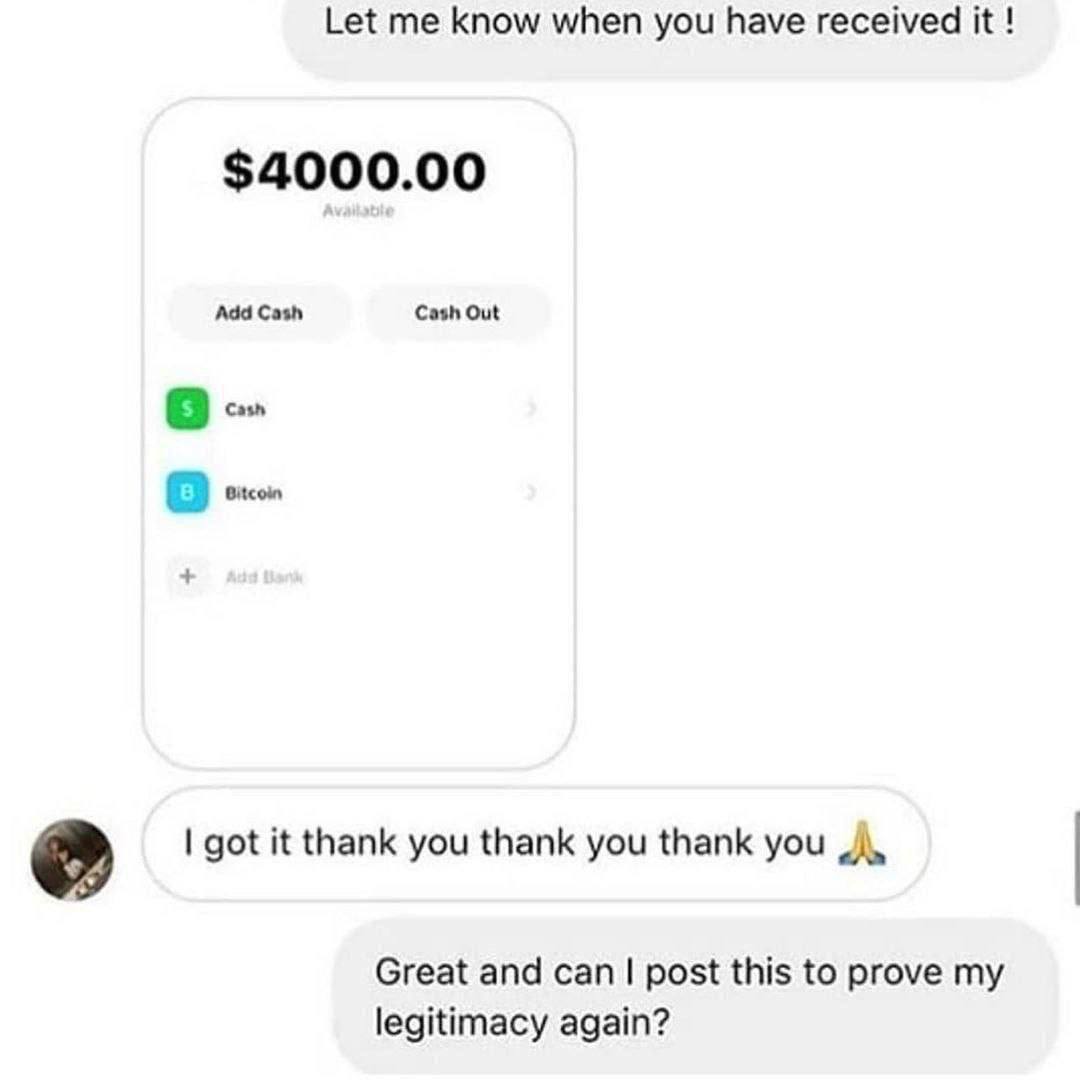 Let me know when you have received it !
$4000.00
Available
Add Cash Cash Out
$ Cash
B Bitcoin
+ Add Bank
I got it thank you thank you thank you 🙏
Great and can I post this to prove my
legitimacy again?